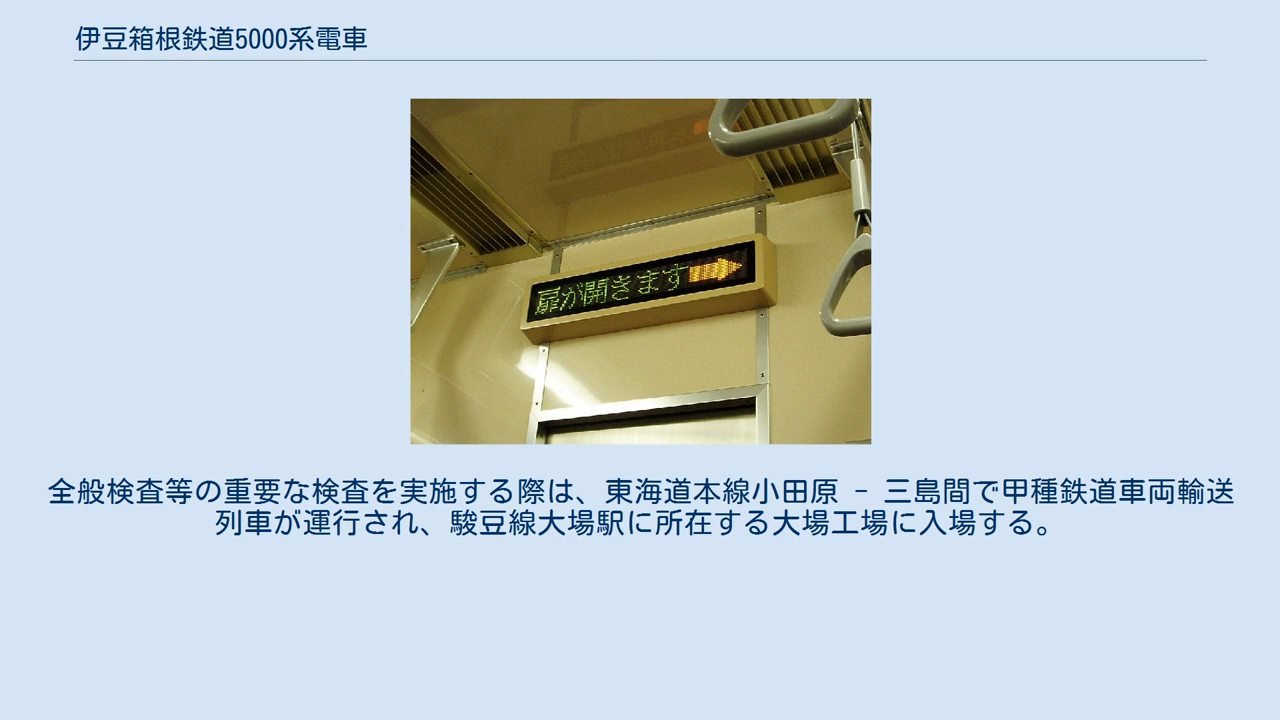 伊豆箱根鉄道5000系電車
扉が開きます➡
全般検査等の重要な検査を実施する際は、東海道本線小田原 - 三島間で甲種鉄道車両輸送
列車が運行され、駿豆線大場駅に所在する大場工場に入場する。